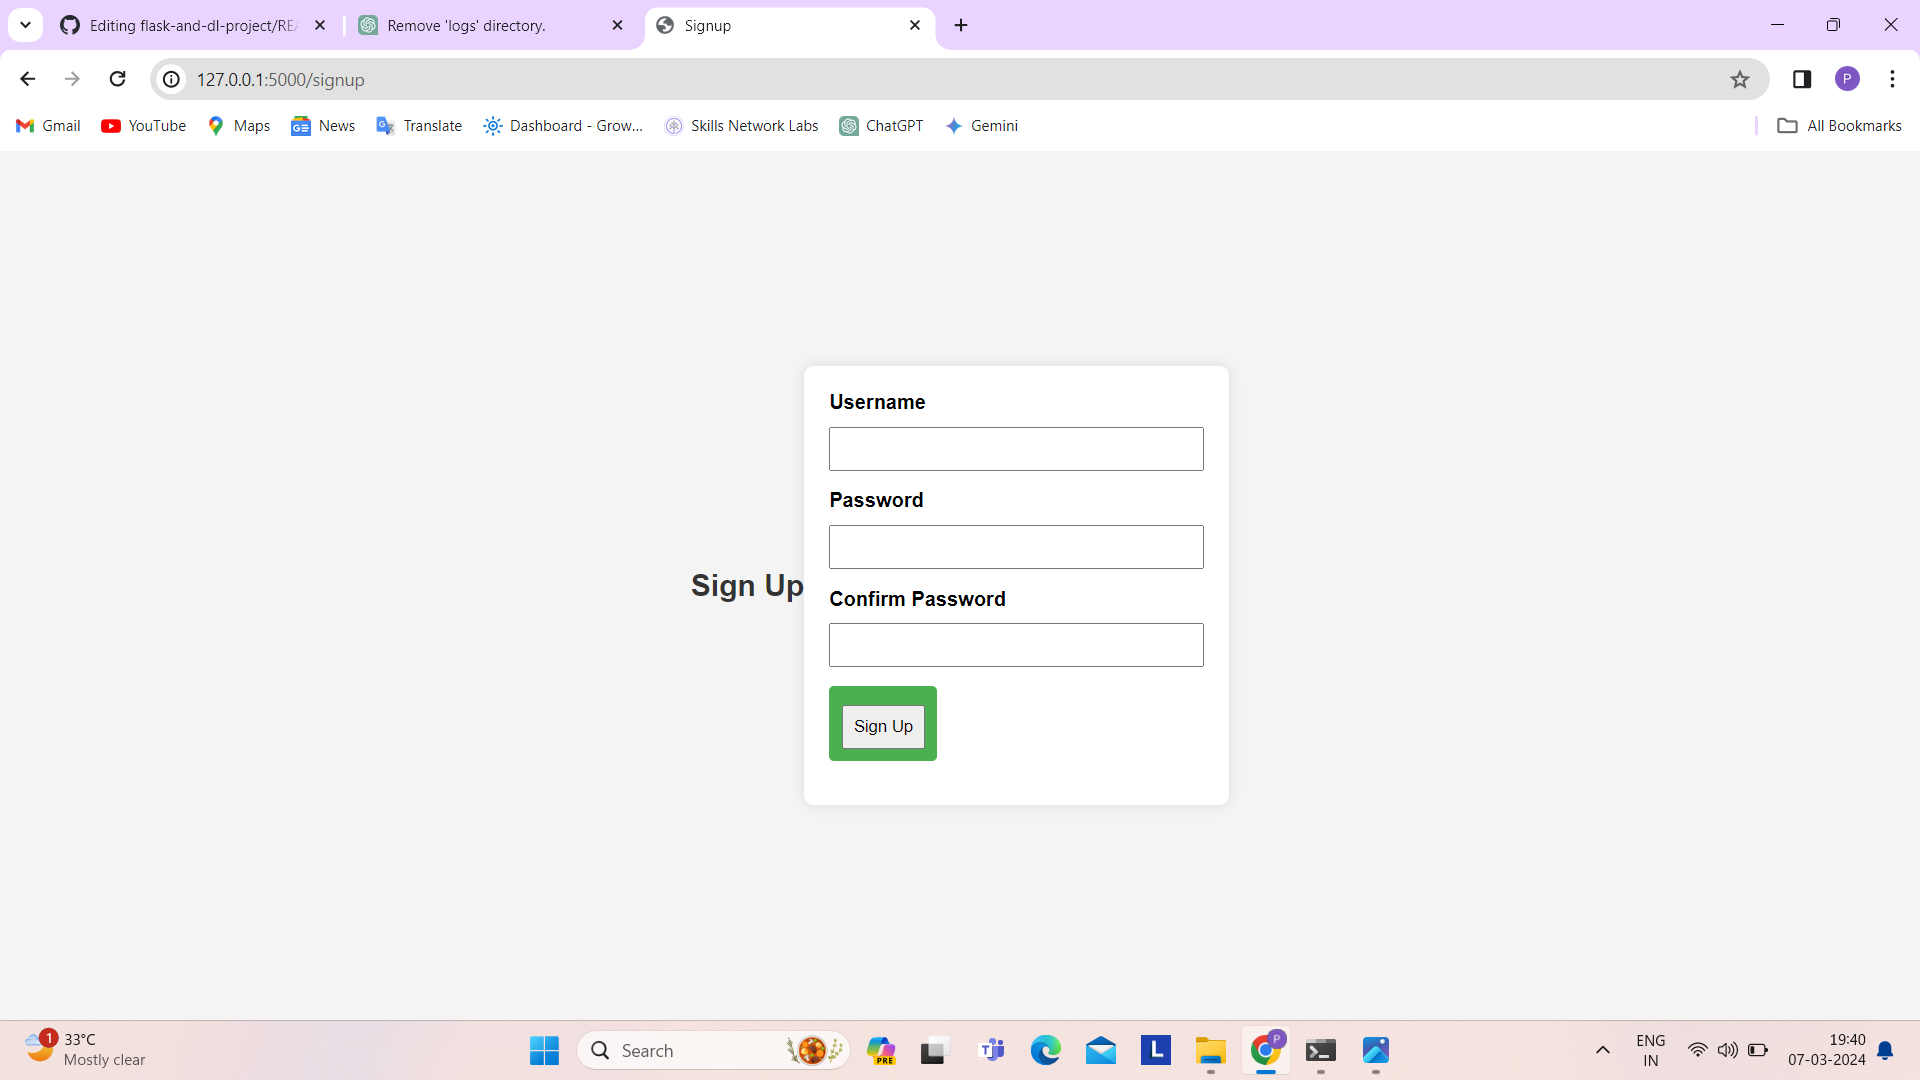 Editing flask-and-dl-project/REA
Remove 'logs' directory.
Signup
127.0.0.1:5000/signup
P
Gmail
YouTube
Maps
News
Translate
Dashboard - Grow...
Skills Network Labs
ChatGPT
Gemini
All Bookmarks
Username
Password
Sign Up
Confirm Password
Sign Up
1
33°C
Mostly clear
Search
PRE
L
P
ENG
IN
19:40
07-03-2024